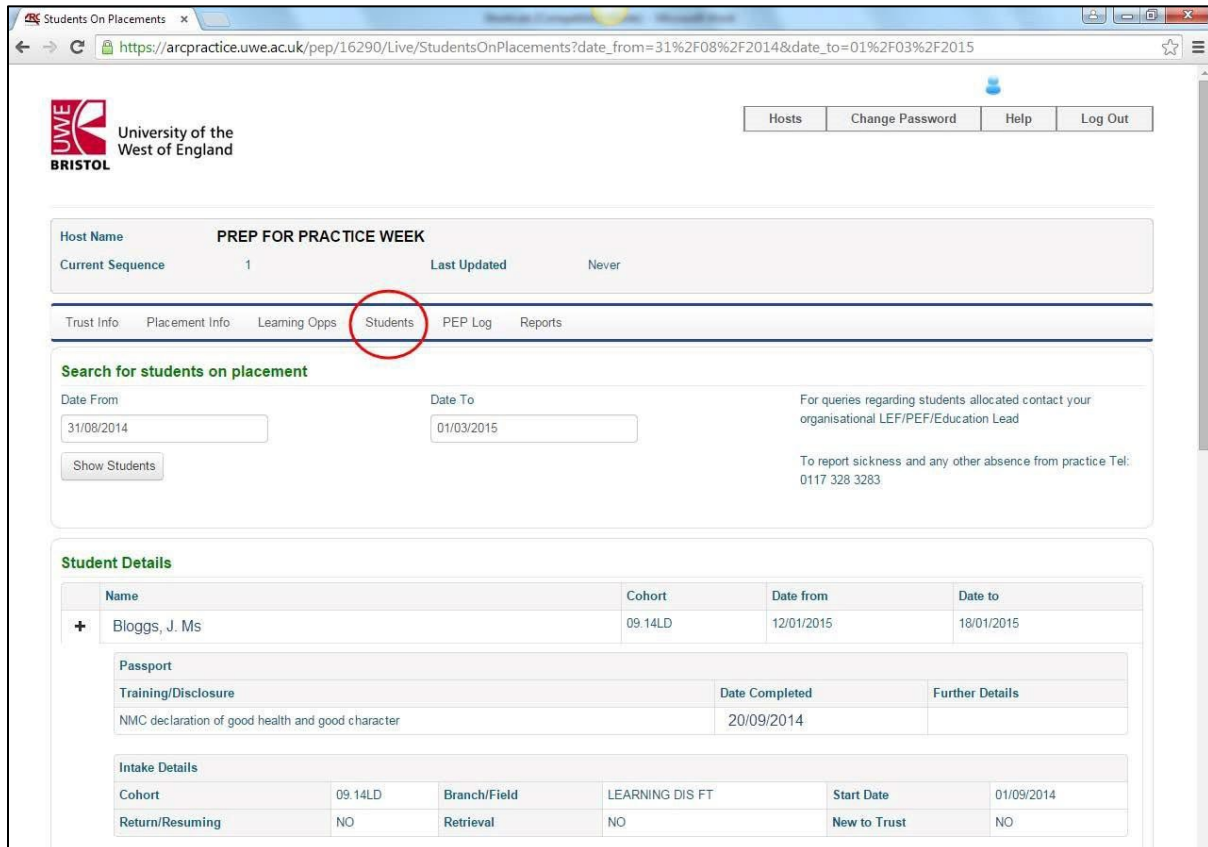 Students On Placements
https://arcpractice.uwe.ac.uk/pep/16290/Live/StudentsOnPlacements?date_from=31%2F08%2F2014&date_to=01%2F03%2F2015
UWE
BRISTOL
University of the
West of England
Hosts Change Password Help Log Out
Host Name PREP FOR PRACTICE WEEK
Current Sequence 1 Last Updated Never
Trust Info Placement Info Learning Opps Students PEP Log Reports
Search for students on placement
Date From Date To
For queries regarding students allocated contact your
organisational LEF/PEF/Education Lead
31/08/2014 01/03/2015
Show Students
To report sickness and any other absence from practice Tel:
0117 328 3283
Student Details
Name Cohort Date from Date to
+ Bloggs, J. Ms 09.14LD 12/01/2015 18/01/2015
Passport
Training/Disclosure Date Completed Further Details
NMC declaration of good health and good character 20/09/2014
Intake Details
Cohort 09.14LD Branch/Field LEARNING DIS FT Start Date 01/09/2014
Return/Resuming NO Retrieval NO New to Trust NO